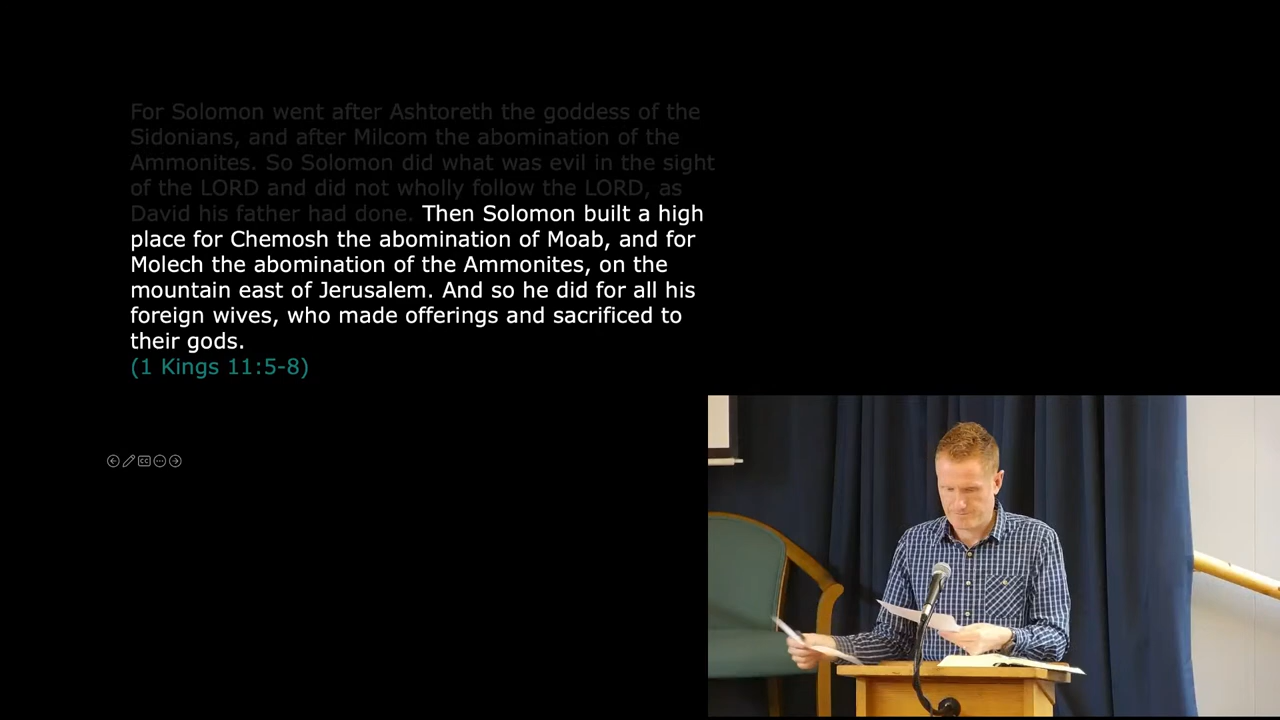 For Solomon went after Ashtoreth the goddess of the
Sidonians, and after Milcom the abomination of the
Ammonites. So Solomon did what was evil in the sight
of the LORD and did not wholly follow the LORD, as
David his father had done. Then Solomon built a high
place for Chemosh the abomination of Moab, and for
Molech the abomination of the Ammonites, on the
mountain east of Jerusalem. And so he did for all his
foreign wives, who made offerings and sacrificed to
their gods.
(1 Kings 11:5-8)
CC